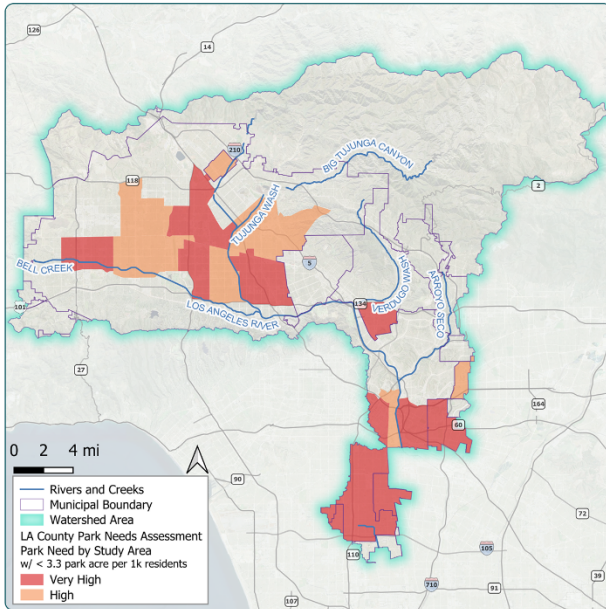 126
14
210
BIG TUJUNGA CANYON
118
2
TUJUNGA WASH
5
BELL CREEK
VERDUGO WASH
ARROYO SECO
101
134
LOS ANGELES RIVER
27
164
60
0 2 4 mi
90
72
Rivers and Creeks
Municipal Boundary
Watershed Area
LA County Park Needs Assessment
Park Need by Study Area
w/ < 3.3 park acre per 1k residents
Very High
High
110
105
91
710
107
39